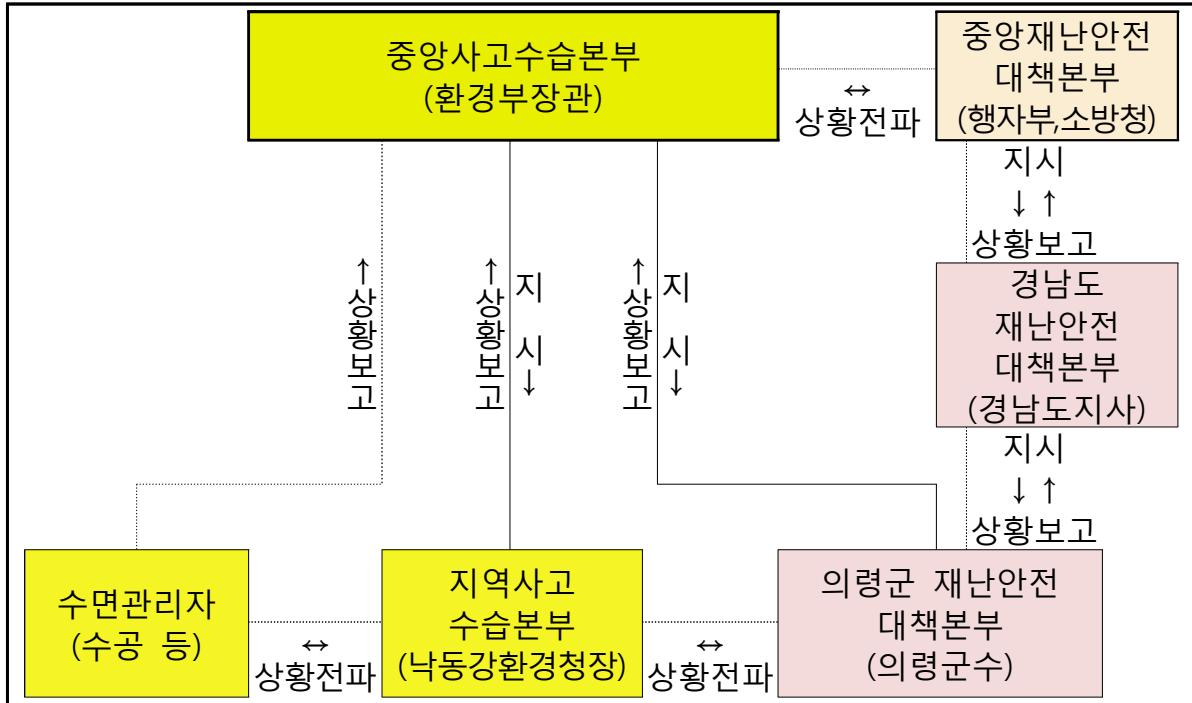 중앙사고수습본부
(환경부장관)
↔
상황전파
중앙재난안전
대책본부
(행자부,소방청)
지시
↓↑
상황보고
경남도
재난안전
대책본부
(경남도지사)
지시
↓↑
상황보고
↑상황보고
↑상황보고
지 시↓
↑상황보고
지 시↓
수면관리자
(수공 등)
↔
상황전파
지역사고
수습본부
(낙동강환경청장)
↔
상황전파
의령군 재난안전
대책본부
(의령군수)